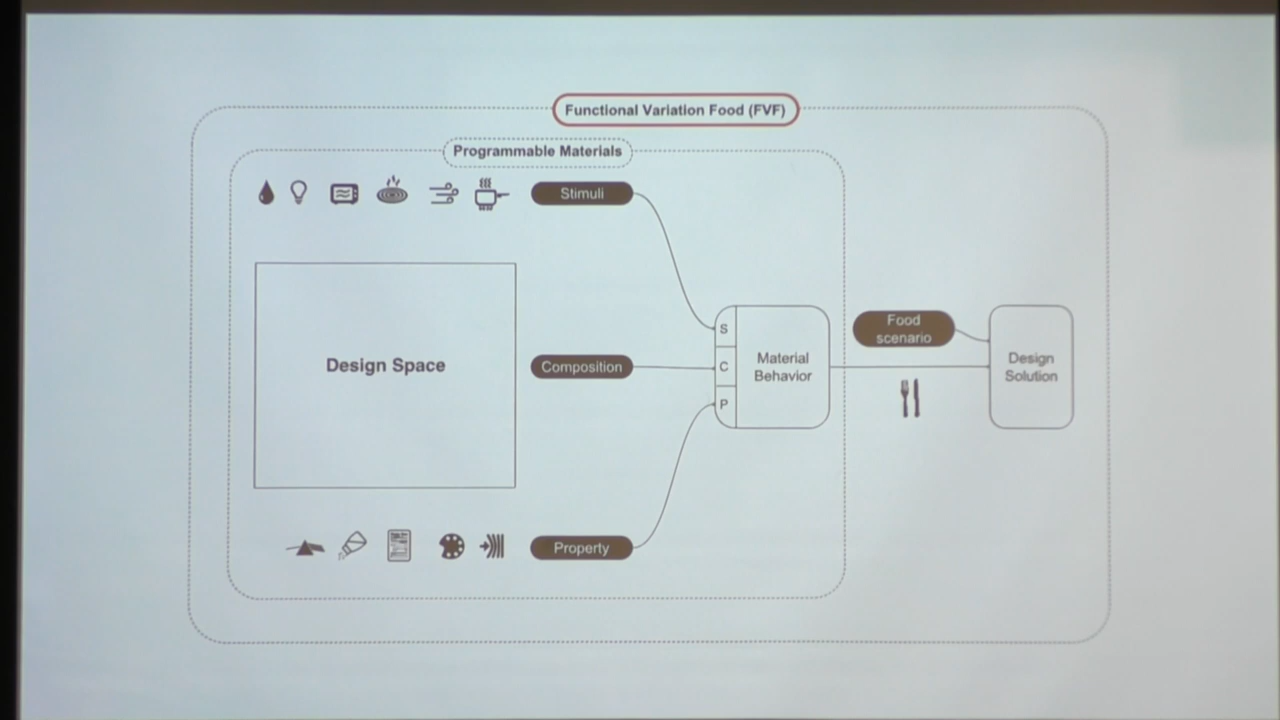 Functional Variation Food (FVF)
Programmable Materials
Stimuli
Design Space
Composition
Property
S
C
P
Material
Behavior
Food
scenario
Design
Solution